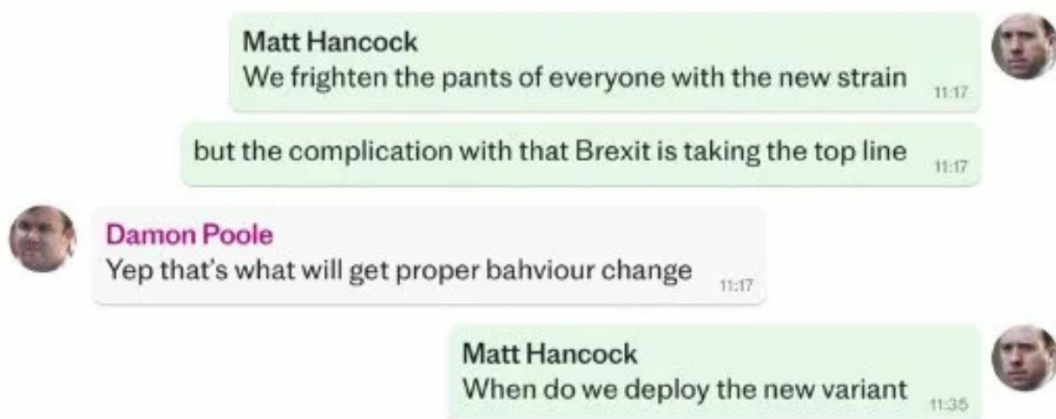 Matt Hancock
We frighten the pants of everyone with the new strain
11:17
but the complication with that Brexit is taking the top line
11:17
Damon Poole
Yep that's what will get proper bahviour change
11:17
Matt Hancock
When do we deploy the new variant
11:35